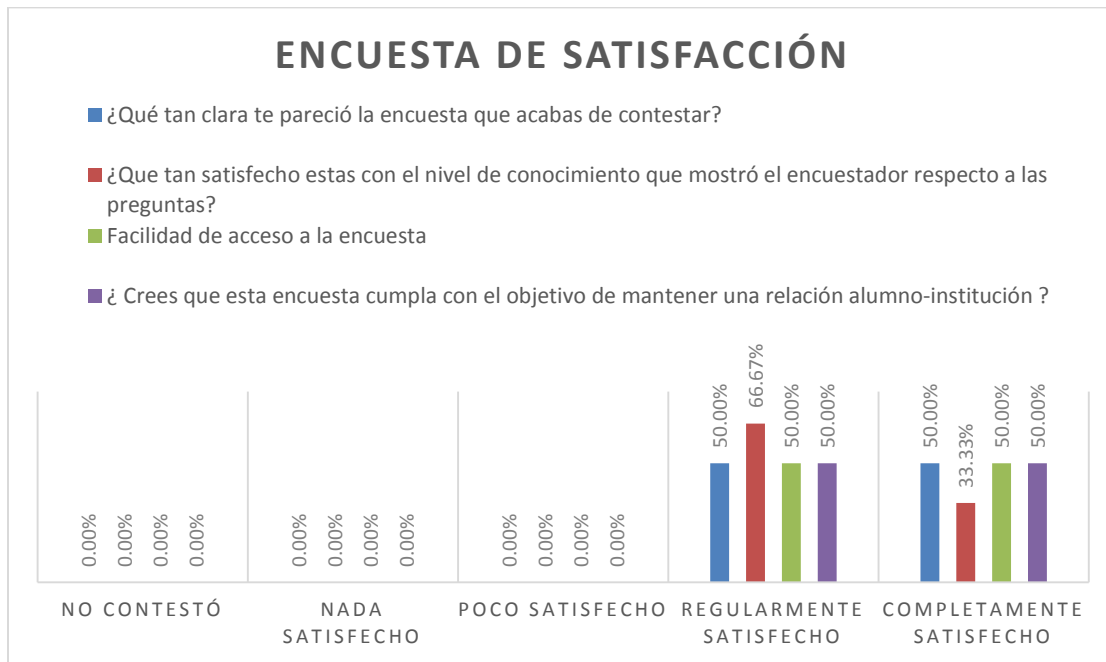 ENCUESTA DE SATISFACCIÓN
¿Qué tan clara te pareció la encuesta que acabas de contestar?
¿Que tan satisfecho estas con el nivel de conocimiento que mostró el encuestador respecto a las
preguntas?
Facilidad de acceso a la encuesta
¿ Crees que esta encuesta cumpla con el objetivo de mantener una relación alumno-institución ?
0.00%
0.00%
0.00%
0.00%
0.00%
0.00%
0.00%
0.00%
0.00%
0.00%
0.00%
0.00%
50.00%
66.67%
50.00%
50.00%
50.00%
33.33%
50.00%
50.00%
NO CONTESTÓ
NADA
SATISFECHO
POCO SATISFECHO
REGULARMENTE
SATISFECHO
COMPLETAMENTE
SATISFECHO